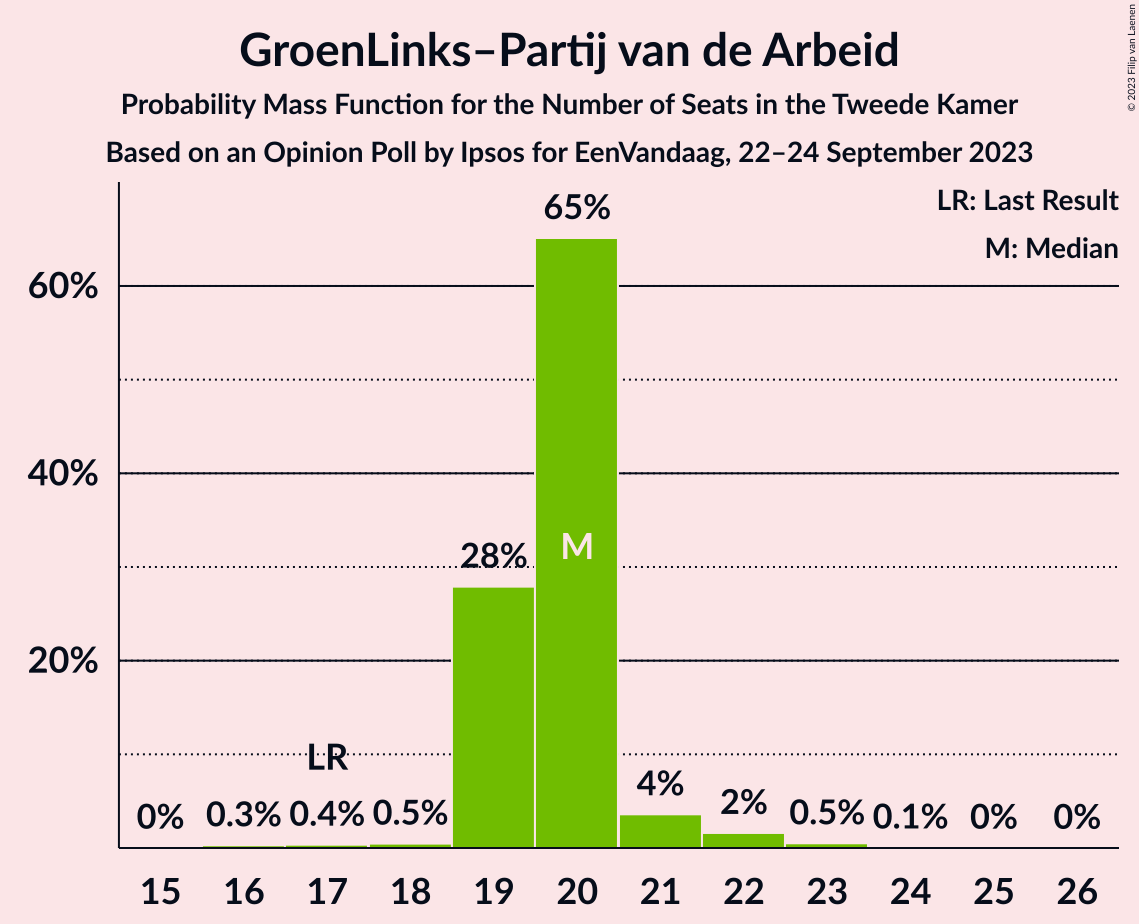 GroenLinks–Partij van de Arbeid
Probability Mass Function for the Number of Seats in the Tweede Kamer
Based on an Opinion Poll by Ipsos for EenVandaag, 22–24 September 2023
© 2023 Filip van Laenen
LR: Last Result
M: Median
65%
60%
40%
28%
M
20%
LR
0% 0.3% 0.4% 0.5% 4% 2% 0.5% 0.1% 0% 0%
15 16 17 18 19 20 21 22 23 24 25 26